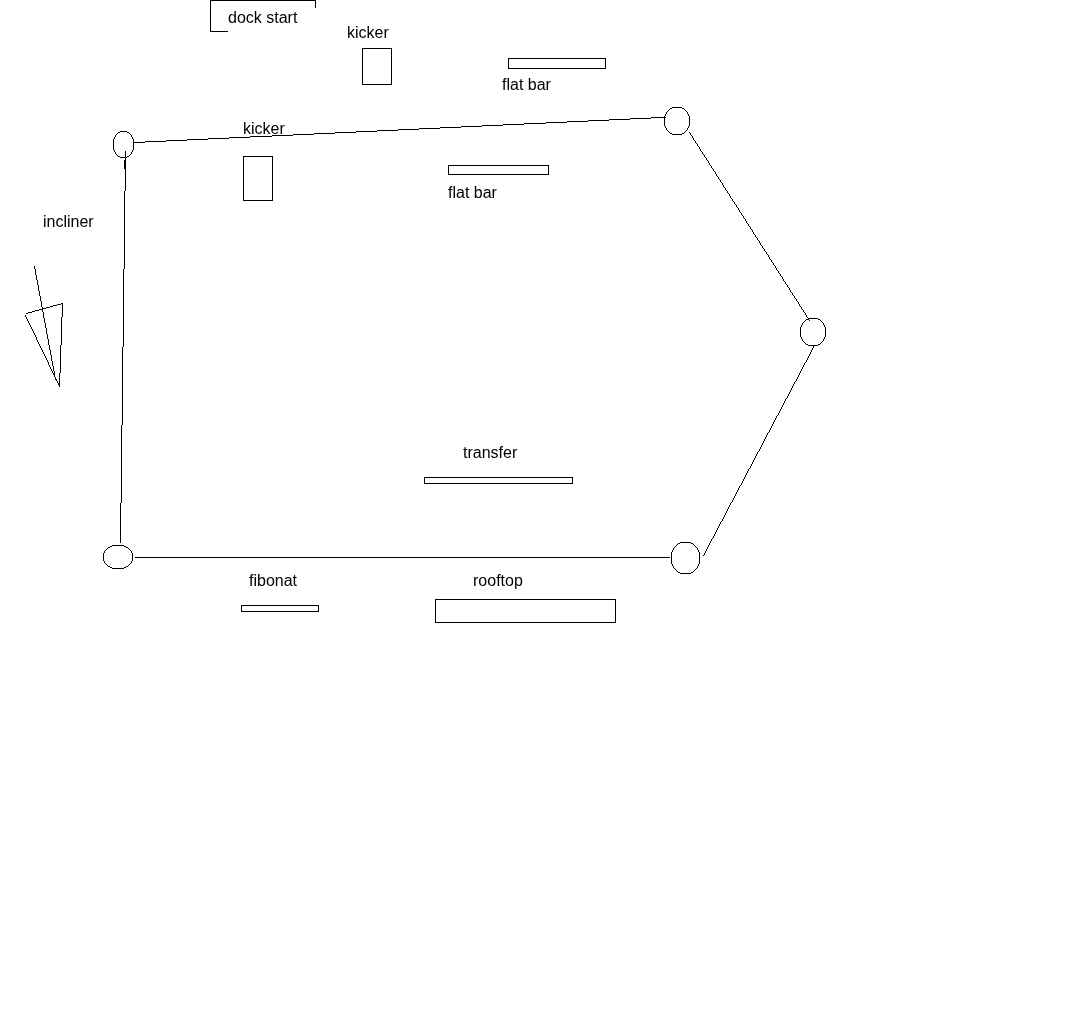 dock start
kicker
flat bar
kicker
flat bar
incliner
transfer
fibonat
rooftop